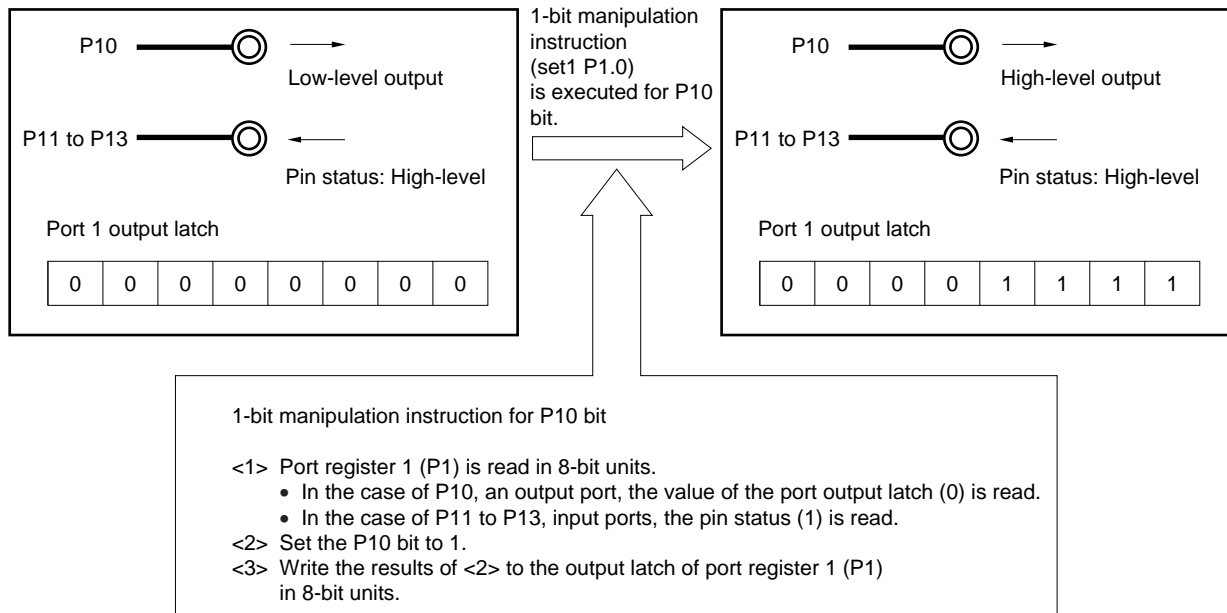 P10
Low-level output
P11 to P13
Pin status: High-level
Port 1 output latch
0 0 0 0 0 0 0 0
1-bit manipulation
instruction
(set1 P1.0)
is executed for P10
bit.
P10
High-level output
P11 to P13
Pin status: High-level
Port 1 output latch
0 0 0 0 1 1 1 1
1-bit manipulation instruction for P10 bit
<1> Port register 1 (P1) is read in 8-bit units.
• In the case of P10, an output port, the value of the port output latch (0) is read.
• In the case of P11 to P13, input ports, the pin status (1) is read.
<2> Set the P10 bit to 1.
<3> Write the results of <2> to the output latch of port register 1 (P1)
in 8-bit units.